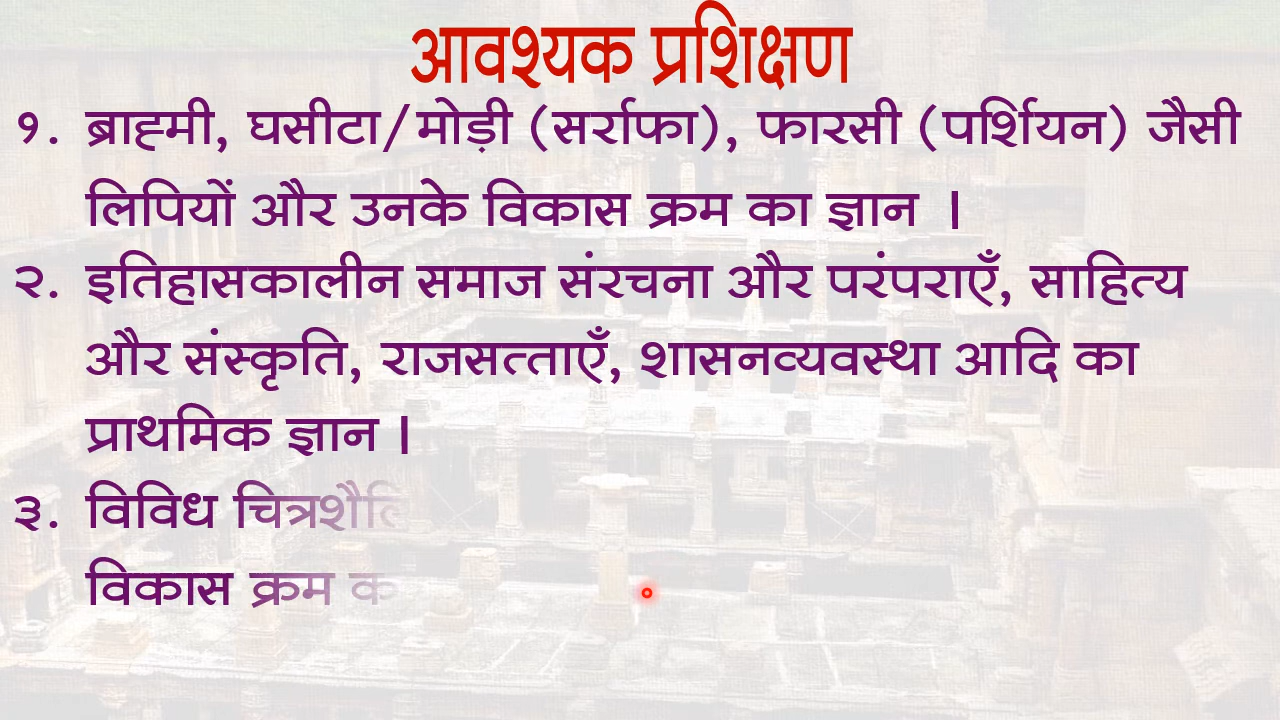 आवश्यक प्रशिक्षण
१. ब्राह्मी, घसीटा/मोड़ी (सर्राफा), फारसी (पर्शियन) जैसी
लिपियों और उनके विकास क्रम का ज्ञान ।
२. इतिहासकालीन समाज संरचना और परंपराएँ, साहित्य
और संस्कृति, राजसत्ताएँ, शासनव्यवस्था आदि का
प्राथमिक ज्ञान ।
३. विविध
विकास क्रम